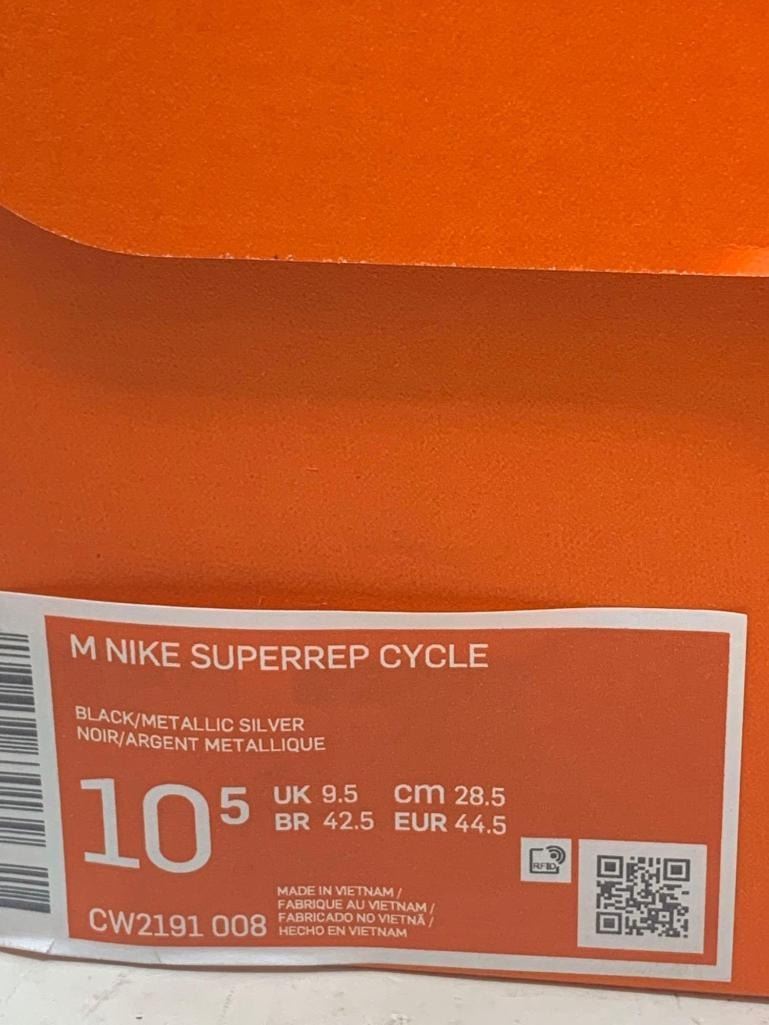 M NIKE SUPERREP CYCLE
BLACK/METALLIC SILVER
NOIR/ARGENT METALLIQUE
10 5
UK 9.5 cm 28.5
BR 42.5 EUR 44.5
RFID
MADE IN VIETNAM /
FABRIQUE AU VIETNAM /
FABRICADO NO VIETNÃ /
HECHO EN VIETNAM
CW2191 008